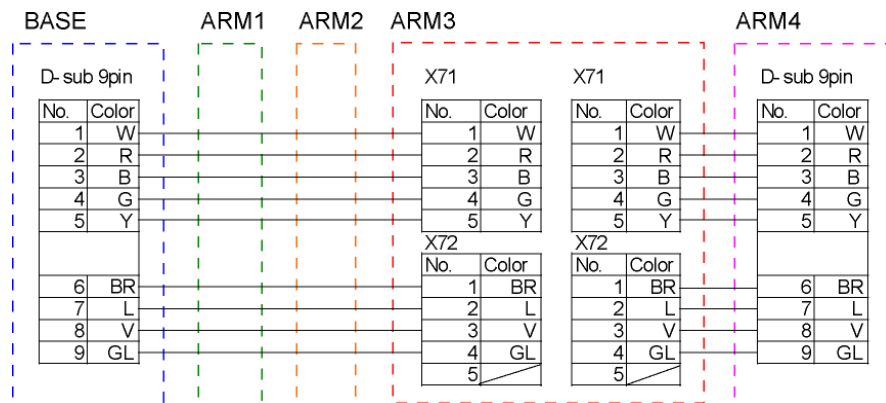 BASE ARM1 ARM2 ARM3 ARM4
D-sub 9pin X71 X71 D-sub 9pin
No. Color No. Color No. Color No. Color
1 W 1 W 1 W 1 W
2 R 2 R 2 R 2 R
3 B 3 B 3 B 3 B
4 G 4 G 4 G 4 G
5 Y 5 Y 5 Y 5 Y
X72 X72
No. Color No. Color
6 BR 1 BR 1 BR 6 BR
7 L 2 L 2 L 7 L
8 V 3 V 3 V 8 V
9 GL 4 GL 4 GL 9 GL
5 5